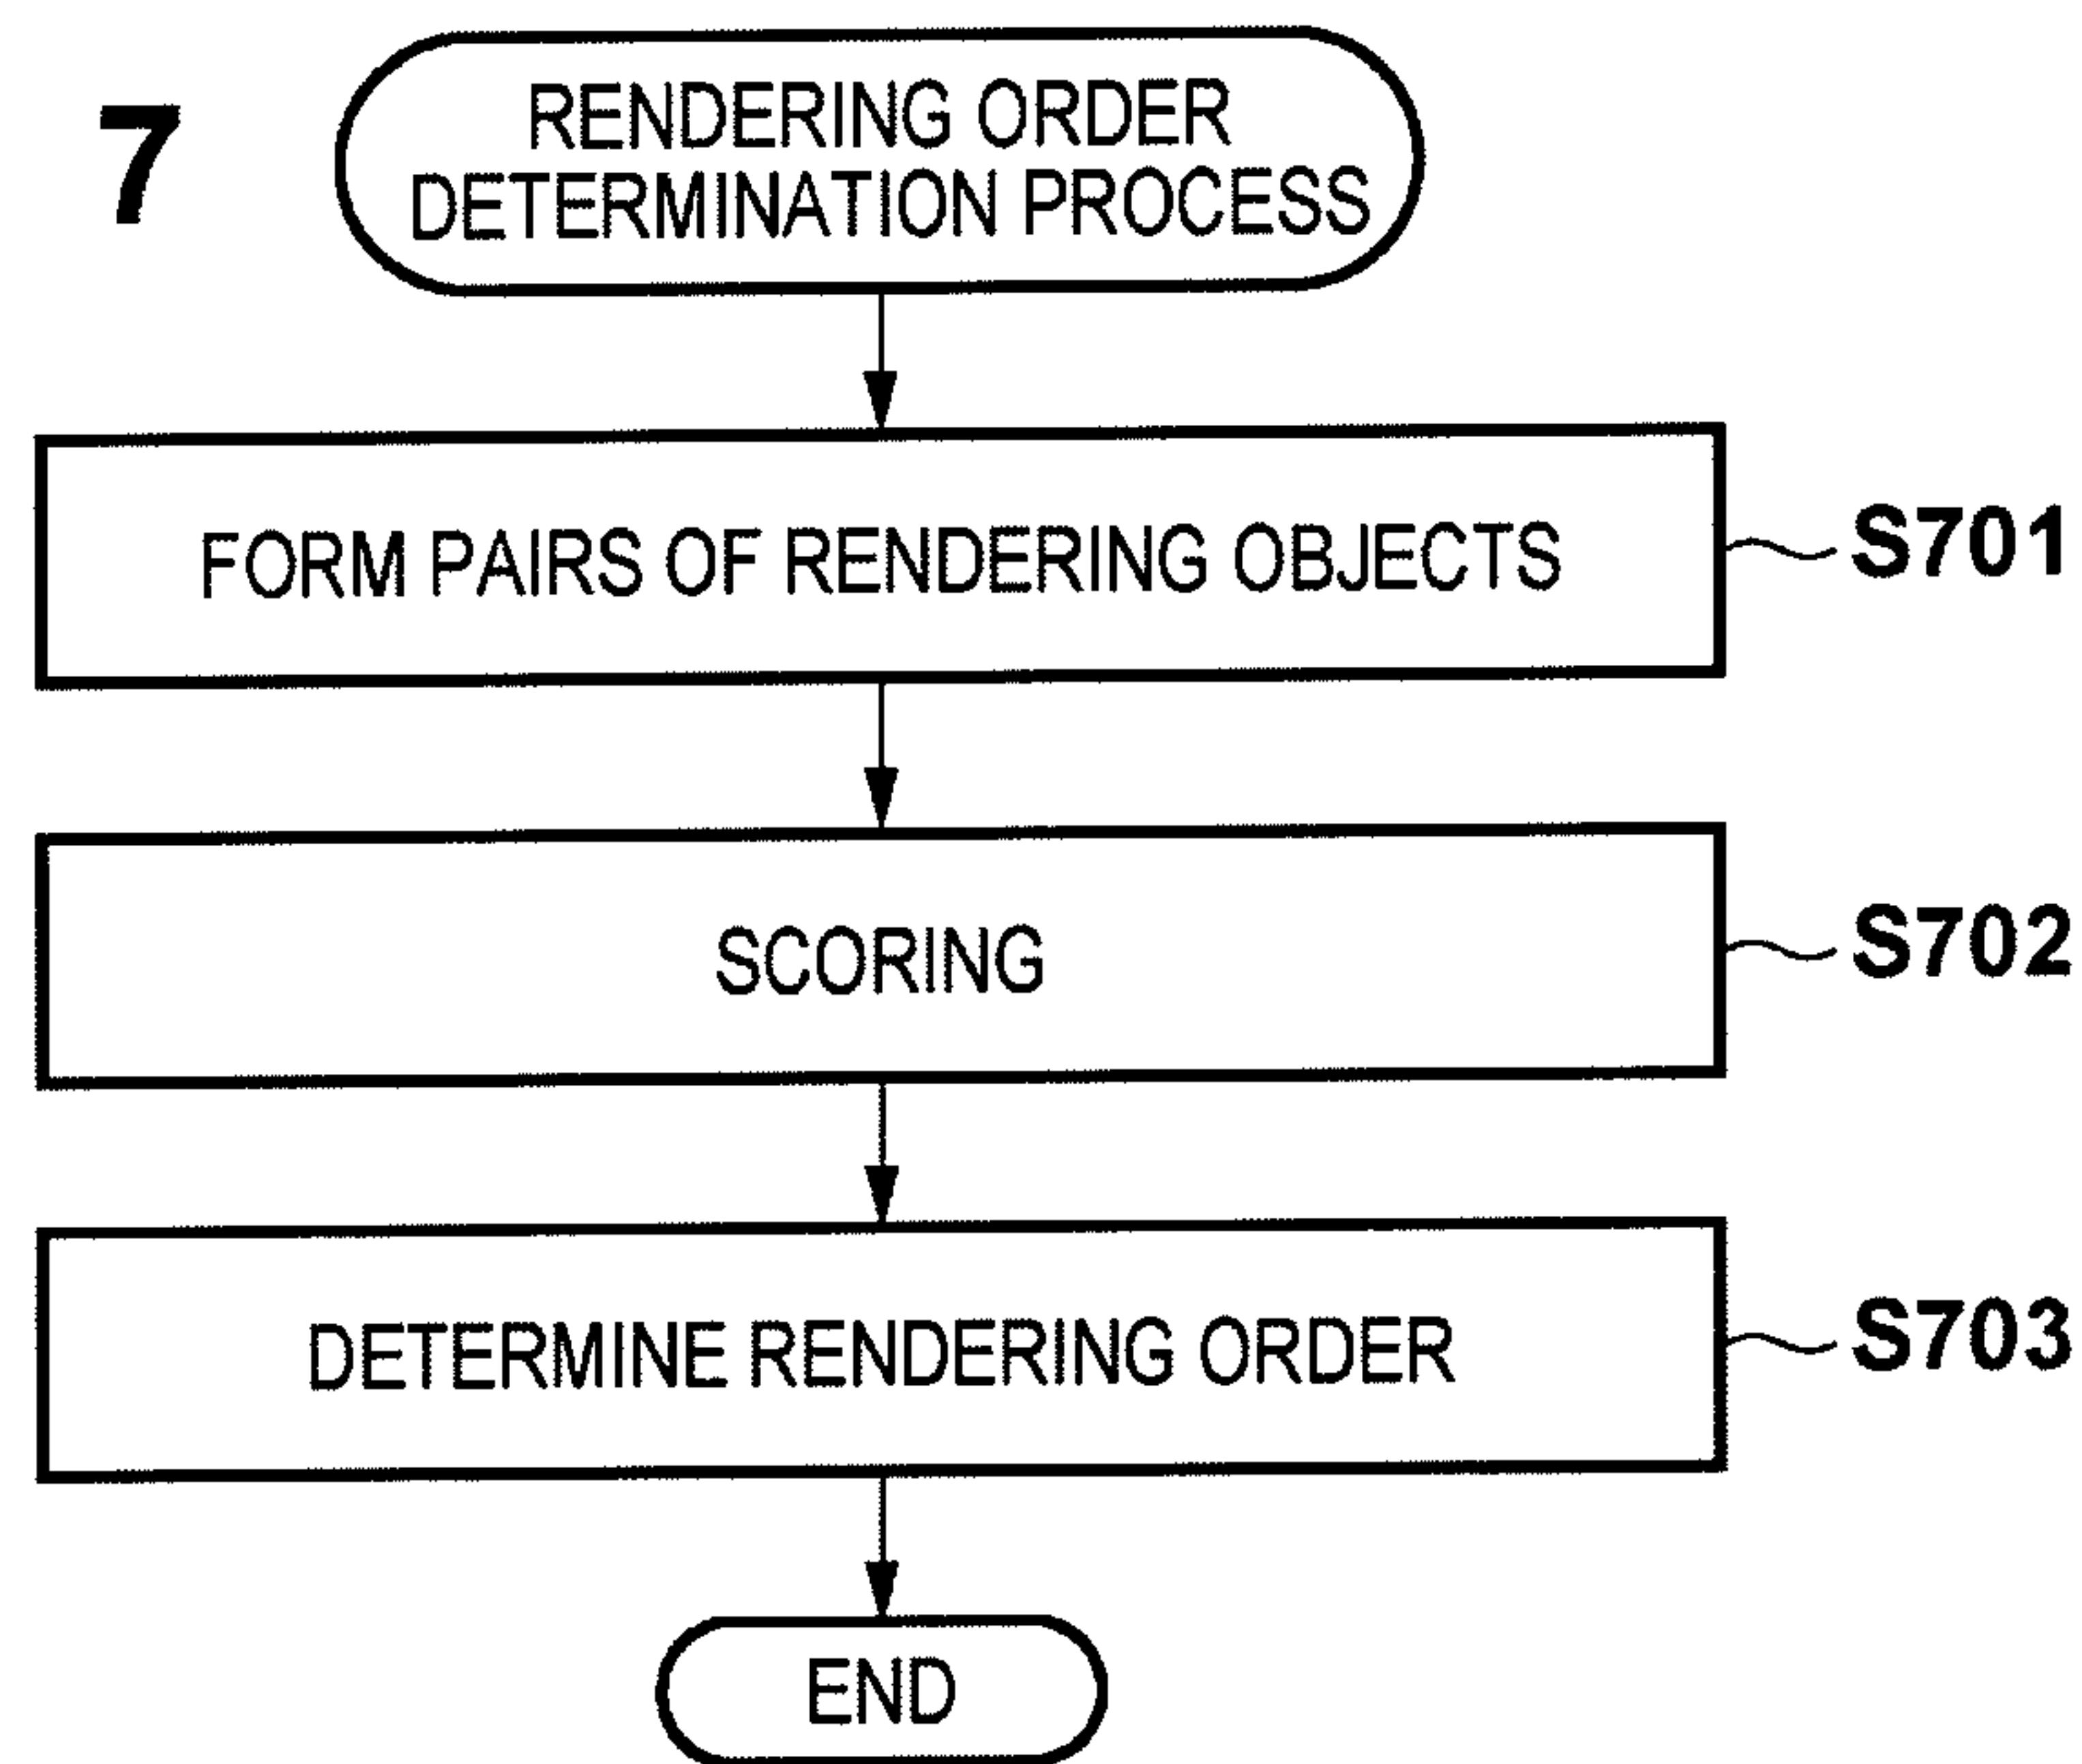 7
RENDERING ORDER
DETERMINATION PROCESS
FORM PAIRS OF RENDERING OBJECTS
S701
SCORING
S702
DETERMINE RENDERING ORDER
S703
END